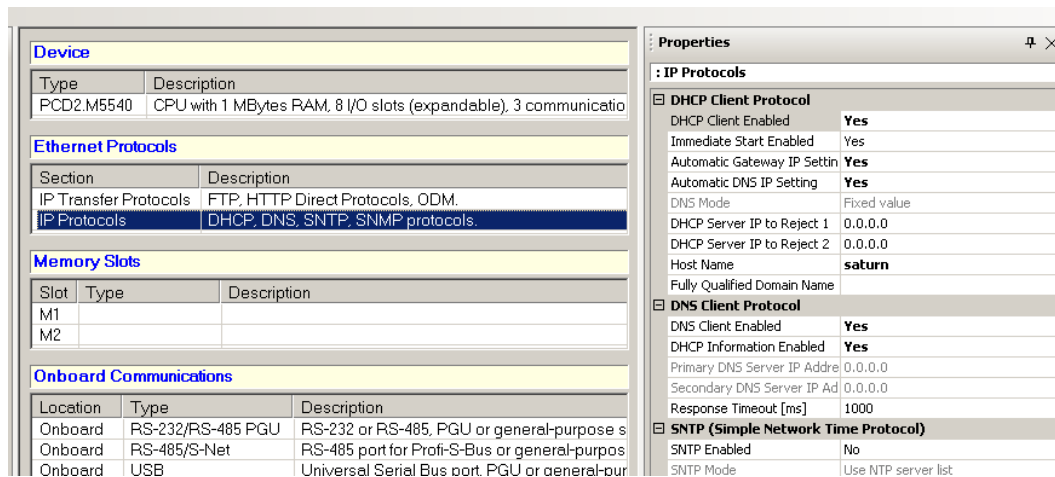 Device
Type Description
PCD2.M5540 CPU with 1 MBytes RAM, 8 I/O slots (expandable), 3 communicatio
Ethernet Protocols
Section Description
IP Transfer Protocols FTP, HTTP Direct Protocols, ODM.
IP Protocols DHCP, DNS, SNTP, SNMP protocols.
Memory Slots
Slot Type Description
M1
M2
Onboard Communications
Location Type Description
Onboard RS-232/RS-485 PGU RS-232 or RS-485, PGU or general-purpose s
Onboard RS-485/S-Net RS-485 port for Profi-S-Bus or general-purpos
Onboard USB Universal Serial Bus port, PGU or general-pur
Properties
: IP Protocols
DHCP Client Protocol
DHCP Client Enabled Yes
Immediate Start Enabled Yes
Automatic Gateway IP Settin Yes
Automatic DNS IP Setting Yes
DNS Mode Fixed value
DHCP Server IP to Reject 1 0.0.0.0
DHCP Server IP to Reject 2 0.0.0.0
Host Name saturn
Fully Qualified Domain Name
DNS Client Protocol
DNS Client Enabled Yes
DHCP Information Enabled Yes
Primary DNS Server IP Addre 0.0.0.0
Secondary DNS Server IP Ad 0.0.0.0
Response Timeout [ms] 1000
SNTP (Simple Network Time Protocol)
SNTP Enabled No
SNTP Mode Use NTP server list